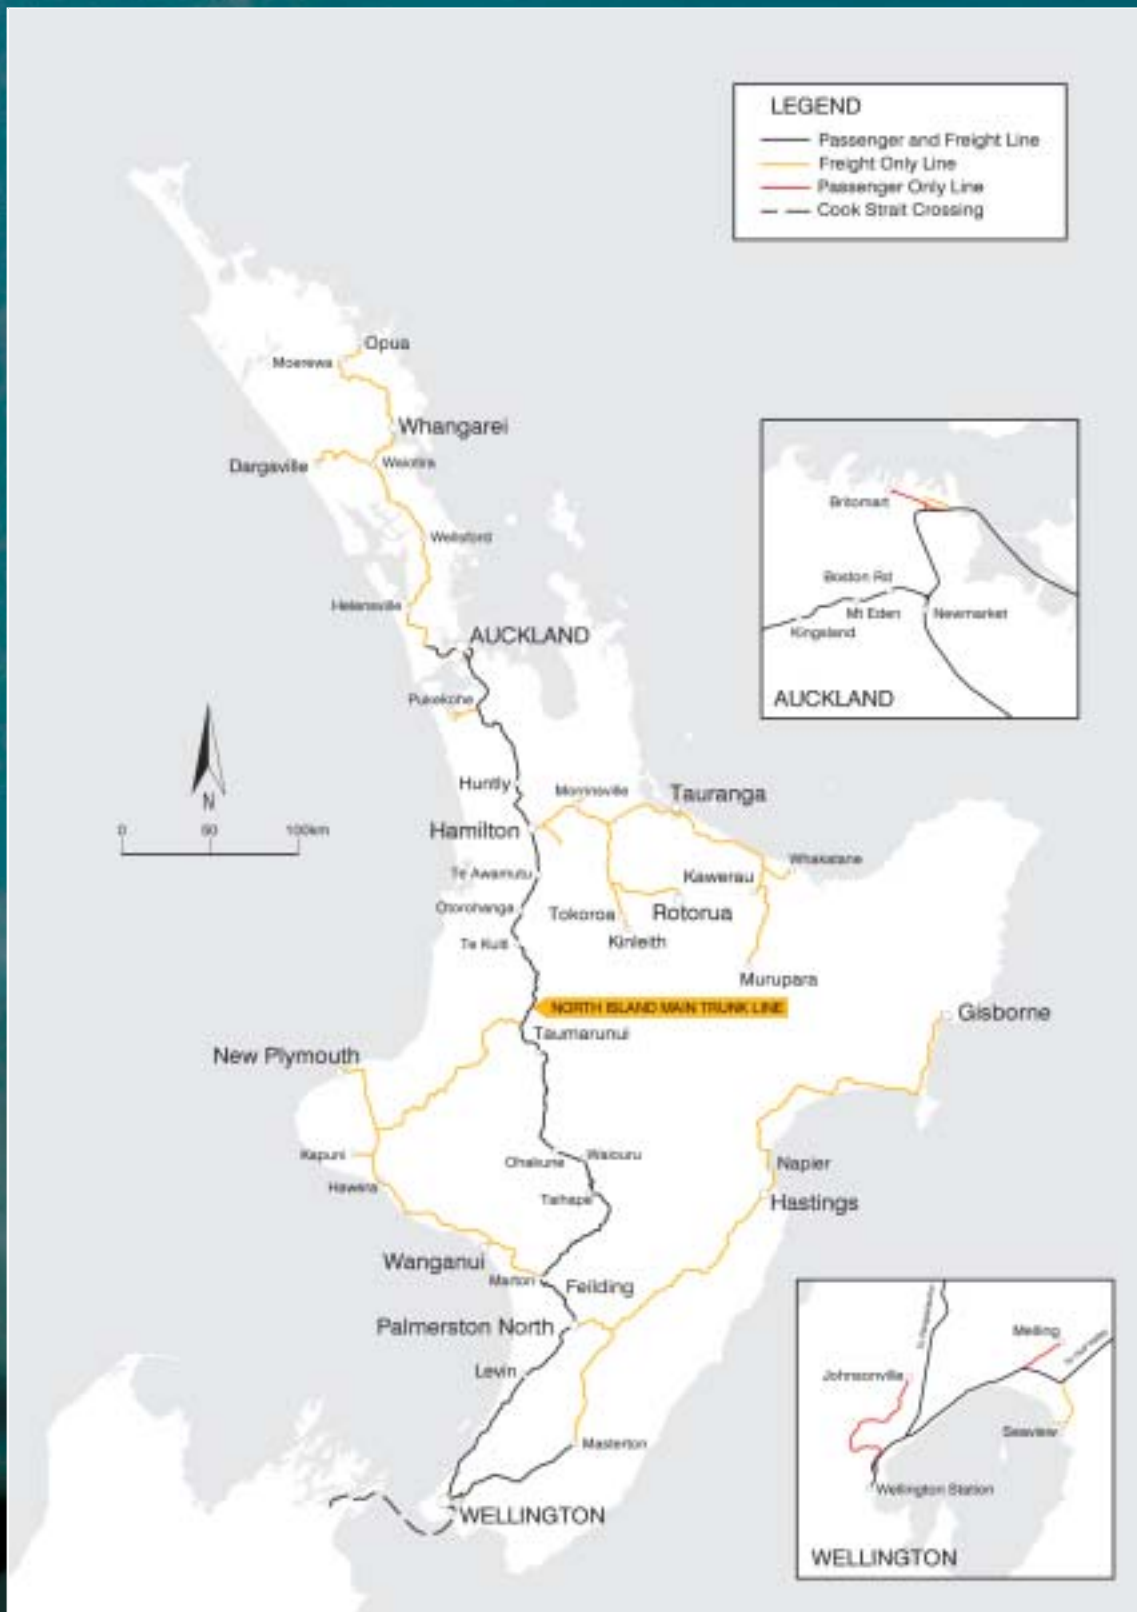 LEGEND
Passenger and Freight Line
Freight Only Line
Passenger Only Line
Cook Strait Crossing
Opua
Moerewa
Whangarei
Dargaville
Waiotira
Wellsford
Helensville
AUCKLAND
Pukekohe
Britomart
Boston Rd
Mt Eden
Newmarket
Kingsland
AUCKLAND
N
0 50 100km
Huntly
Morrinsville
Tauranga
Hamilton
Whakatane
Te Awamutu
Kawerau
Otorohanga
Tokoroa
Rotorua
Te Kuiti
Kinleith
Murupara
NORTH ISLAND MAIN TRUNK LINE
Gisborne
Taumarunui
New Plymouth
Kapuni
Ohakune
Waiouru
Napier
Hawera
Taihape
Hastings
Wanganui
Marton
Feilding
Palmerston North
Levin
Masterton
WELLINGTON
Melling
Johnsonville
Seaview
Wellington Station
WELLINGTON